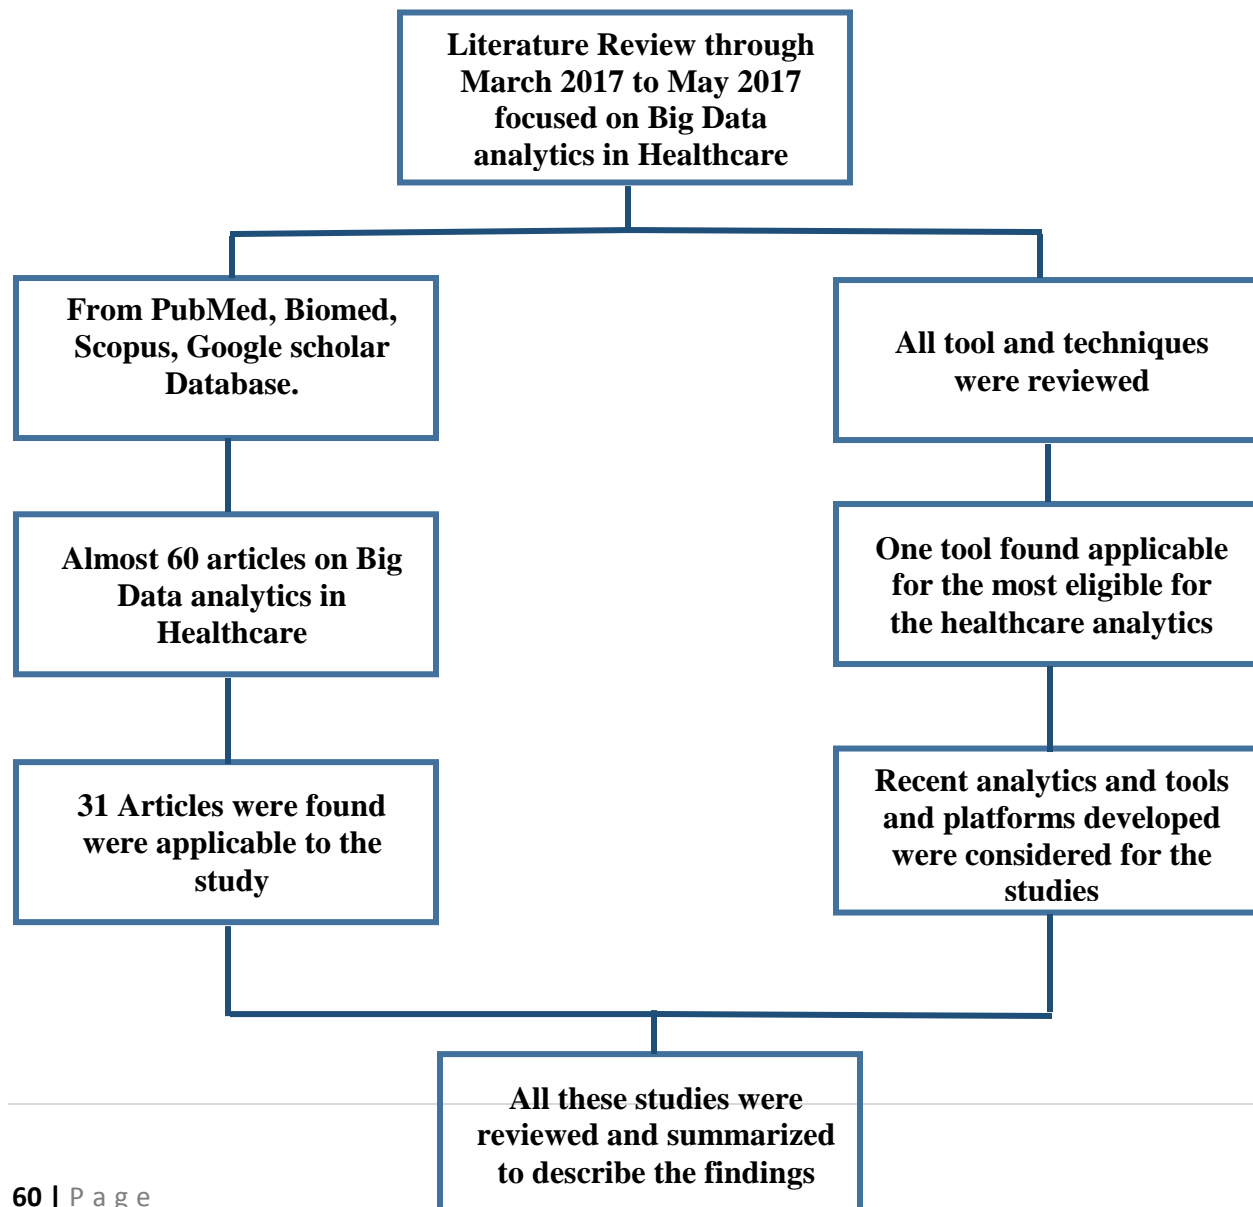 Literature Review through
March 2017 to May 2017
focused on Big Data
analytics in Healthcare
From PubMed, Biomed,
Scopus, Google scholar
Database.
All tool and techniques
were reviewed
Almost 60 articles on Big
Data analytics in
Healthcare
One tool found applicable
for the most eligible for
the healthcare analytics
31 Articles were found
were applicable to the
study
Recent analytics and tools
and platforms developed
were considered for the
studies
All these studies were
reviewed and summarized
to describe the findings
60 | Page